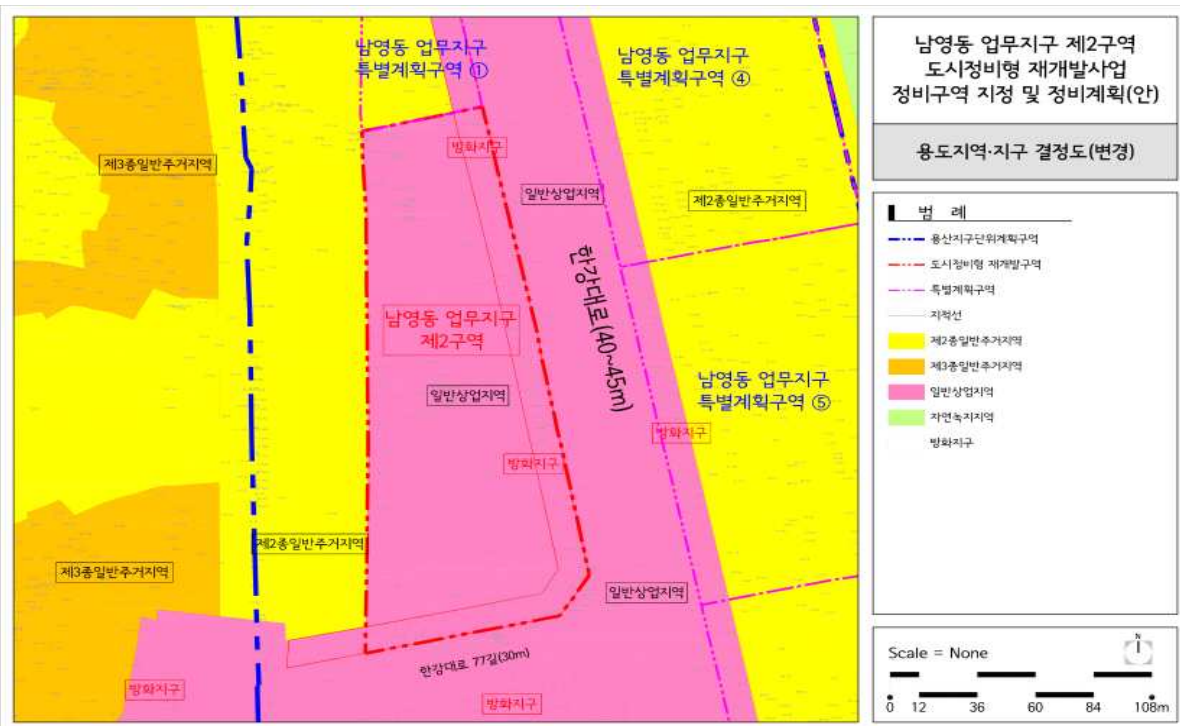 남영동 업무지구
특별계획구역 ①
남영동 업무지구
특별계획구역 ④
방화지구
제3종일반주거지역
일반상업지역
제2종일반주거지역
한강대로(40~45m)
남영동 업무지구
제2구역
일반상업지역
남영동 업무지구
특별계획구역 ⑤
방화지구
방화지구
제2종일반주거지역
제3종일반주거지역
일반상업지역
한강대로 77길(30m)
방화지구
방화지구
남영동 업무지구 제2구역
도시정비형 재개발사업
정비구역 지정 및 정비계획(안)
용도지역·지구 결정도(변경)
범 례
용산지구단위계획구역
도시정비형 재개발구역
특별계획구역
지적선
제2종일반주거지역
제3종일반주거지역
일반상업지역
자연녹지지역
방화지구
Scale = None
N
0 12 36 60 84 108m